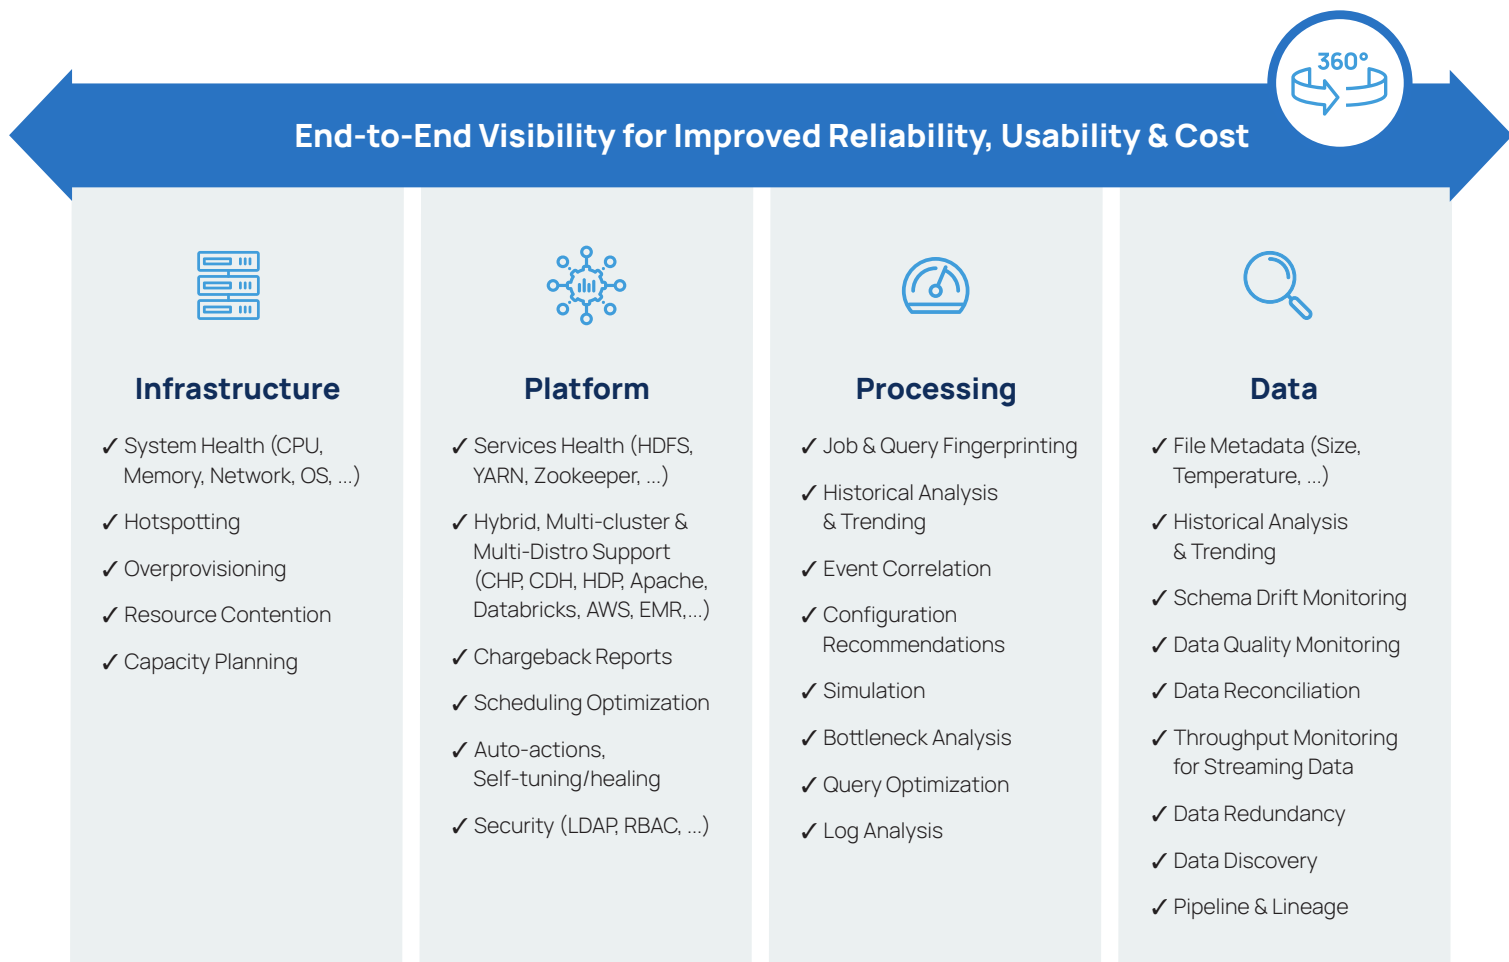 360°
End-to-End Visibility for Improved Reliability, Usability & Cost
Infrastructure
✓ System Health (CPU,
Memory, Network, OS, ...)
✓ Hotspotting
✓ Overprovisioning
✓ Resource Contention
✓ Capacity Planning
Platform
✓ Services Health (HDFS,
YARN, Zookeeper, ...)
✓ Hybrid, Multi-cluster &
Multi-Distro Support
(CHP, CDH, HDP, Apache,
Databricks, AWS, EMR,...)
✓ Chargeback Reports
✓ Scheduling Optimization
✓ Auto-actions,
Self-tuning/healing
✓ Security (LDAP, RBAC, ...)
Processing
✓ Job & Query Fingerprinting
✓ Historical Analysis
& Trending
✓ Event Correlation
✓ Configuration
Recommendations
✓ Simulation
✓ Bottleneck Analysis
✓ Query Optimization
✓ Log Analysis
Data
✓ File Metadata (Size,
Temperature, ...)
✓ Historical Analysis
& Trending
✓ Schema Drift Monitoring
✓ Data Quality Monitoring
✓ Data Reconciliation
✓ Throughput Monitoring
for Streaming Data
✓ Data Redundancy
✓ Data Discovery
✓ Pipeline & Lineage